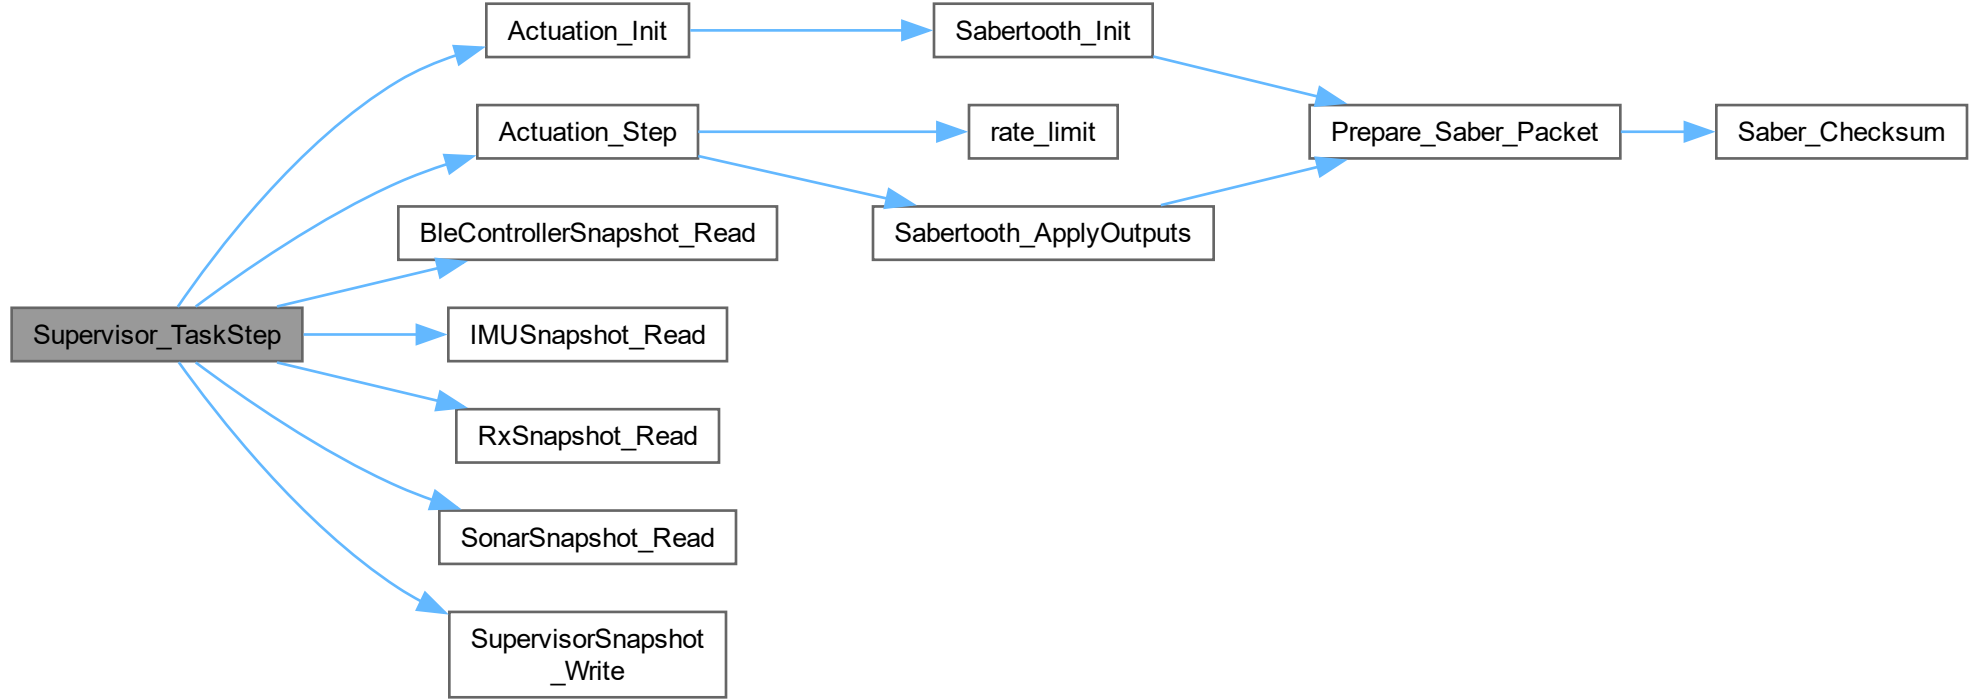 Actuation_Init
Sabertooth_Init
Actuation_Step
rate_limit
Prepare_Saber_Packet
Saber_Checksum
BleControllerSnapshot_Read
Sabertooth_ApplyOutputs
Supervisor_TaskStep
IMUSnapshot_Read
RxSnapshot_Read
SonarSnapshot_Read
SupervisorSnapshot
_Write